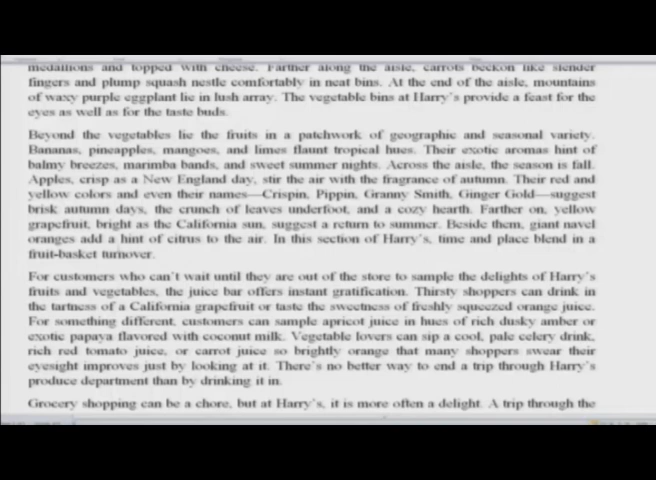 medallions and topped with cheese. Farther along the aisle, carrots beckon like slender
fingers and plump squash nestle comfortably in neat bins. At the end of the aisle, mountains
of waxy purple eggplant lie in lush array. The vegetable bins at Harry's provide a feast for the
eyes as well as for the taste buds.
Beyond the vegetables lie the fruits in a patchwork of geographic and seasonal variety.
Bananas, pineapples, mangoes, and limes flaunt tropical hues. Their exotic aromas hint of
balmy breezes, marimba bands, and sweet summer nights. Across the aisle, the season is fall.
Apples, crisp as a New England day, stir the air with the fragrance of autumn. Their red and
yellow colors and even their names—Crispin, Pippin, Granny Smith, Ginger Gold—suggest
brisk autumn days, the crunch of leaves underfoot, and a cozy hearth. Farther on, yellow
grapefruit, bright as the California sun, suggest a return to summer. Beside them, giant navel
oranges add a hint of citrus to the air. In this section of Harry's, time and place blend in a
fruit-basket turnover.
For customers who can't wait until they are out of the store to sample the delights of Harry's
fruits and vegetables, the juice bar offers instant gratification. Thirsty shoppers can drink in
the tartness of a California grapefruit or taste the sweetness of freshly squeezed orange juice.
For something different, customers can sample apricot juice in hues of rich dusky amber or
exotic papaya flavored with coconut milk. Vegetable lovers can sip a cool, pale celery drink,
rich red tomato juice, or carrot juice so brightly orange that many shoppers swear their
eyesight improves just by looking at it. There's no better way to end a trip through Harry's
produce department than by drinking it in.
Grocery shopping can be a chore, but at Harry's, it is more often a delight. A trip through the